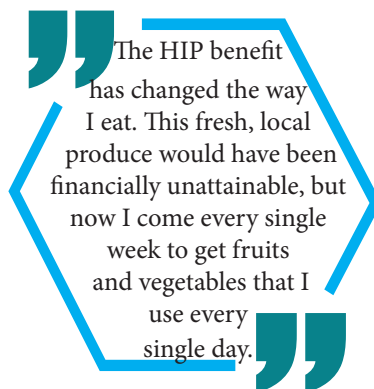 The HIP benefit
has changed the way
I eat. This fresh, local
produce would have been
financially unattainable, but
now I come every single
week to get fruits
and vegetables that I
use every
single day.